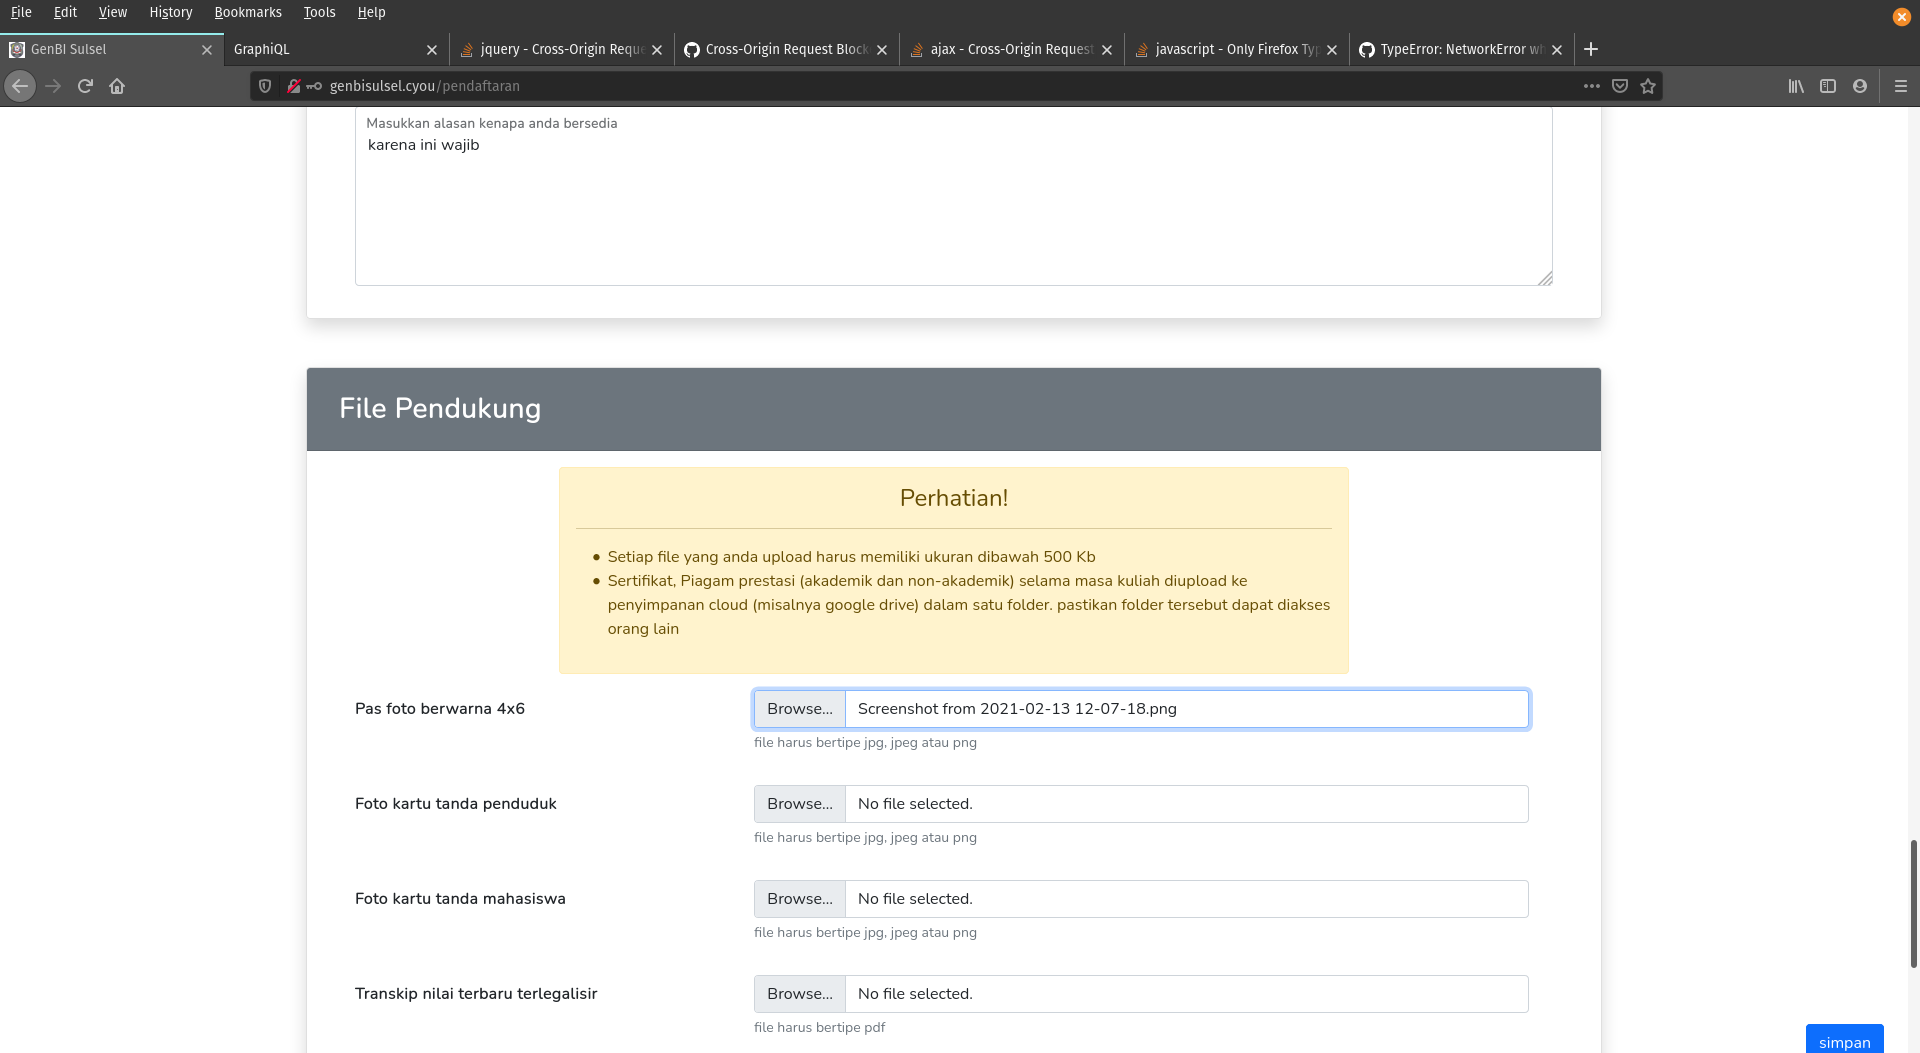 File Edit View History Bookmarks Tools Help
GenBI Sulsel
GraphiQL
jquery - Cross-Origin Reque
Cross-Origin Request Block
ajax - Cross-Origin Request
javascript - Only Firefox Typ
TypeError: NetworkError wh
genbisulsel.cyou/pendaftaran
Masukkan alasan kenapa anda bersedia
karena ini wajib
File Pendukung
Perhatian!
• Setiap file yang anda upload harus memiliki ukuran dibawah 500 Kb
• Sertifikat, Piagam prestasi (akademik dan non-akademik) selama masa kuliah diupload ke
penyimpanan cloud (misalnya google drive) dalam satu folder. pastikan folder tersebut dapat diakses
orang lain
Pas foto berwarna 4x6
Browse... Screenshot from 2021-02-13 12-07-18.png
file harus bertipe jpg, jpeg atau png
Foto kartu tanda penduduk
Browse... No file selected.
file harus bertipe jpg, jpeg atau png
Foto kartu tanda mahasiswa
Browse... No file selected.
file harus bertipe jpg, jpeg atau png
Transkip nilai terbaru terlegalisir
Browse... No file selected.
file harus bertipe pdf
simpan